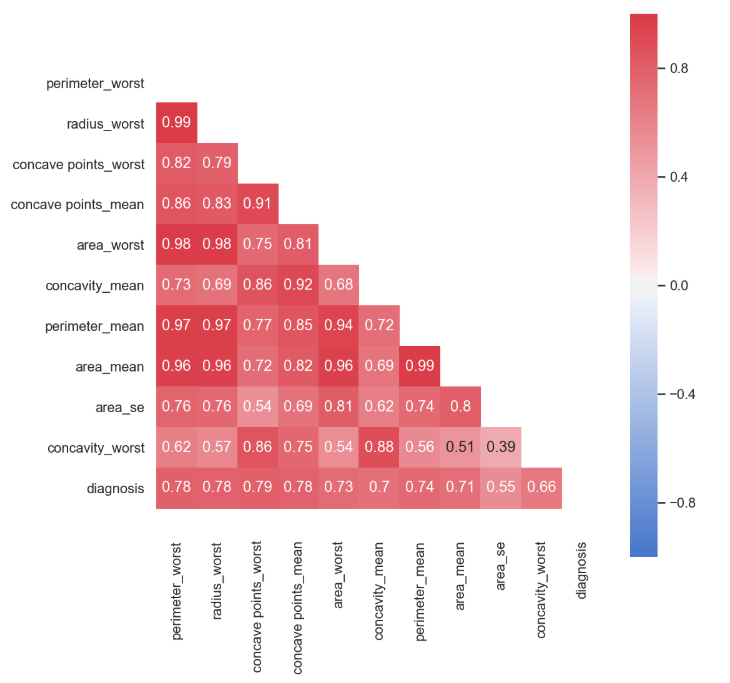 perimeter_worst
radius_worst 0.99
concave points_worst 0.82 0.79
concave points_mean 0.86 0.83 0.91
area_worst 0.98 0.98 0.75 0.81
concavity_mean 0.73 0.69 0.86 0.92 0.68
perimeter_mean 0.97 0.97 0.77 0.85 0.94 0.72
area_mean 0.96 0.96 0.72 0.82 0.96 0.69 0.99
area_se 0.76 0.76 0.54 0.69 0.81 0.62 0.74 0.8
concavity_worst 0.62 0.57 0.86 0.75 0.54 0.88 0.56 0.51 0.39
diagnosis 0.78 0.78 0.79 0.78 0.73 0.7 0.74 0.71 0.55 0.66
perimeter_worst
radius_worst
concave points_worst
concave points_mean
area_worst
concavity_mean
perimeter_mean
area_mean
area_se
concavity_worst
diagnosis
0.8
0.4
0.0
−0.4
−0.8